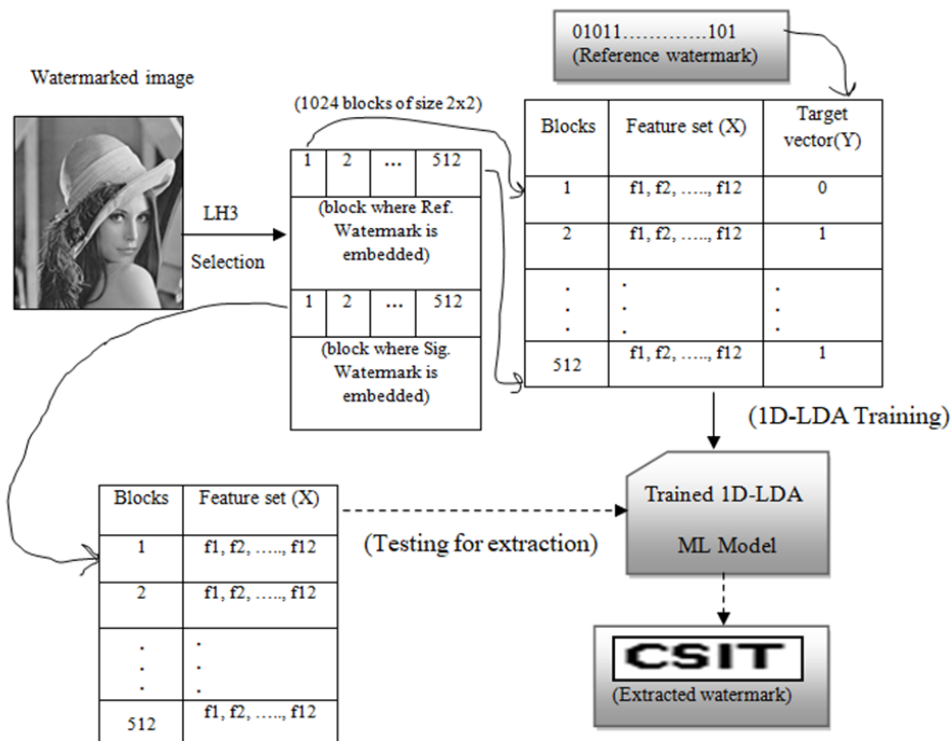 01011.............101
(Reference watermark)
Watermarked image
LH3
Selection
(1024 blocks of size 2x2)
1 2 ... 512
(block where Ref.
Watermark is
embedded)
1 2 ... 512
(block where Sig.
Watermark is
embedded)
Blocks Feature set (X) Target
vector(Y)
1 f1, f2, ....., f12 0
2 f1, f2, ....., f12 1
. . .
. . .
. . .
512 f1, f2, ....., f12 1
(1D-LDA Training)
Trained 1D-LDA
ML Model
(Testing for extraction)
Blocks Feature set (X)
1 f1, f2, ....., f12
2 f1, f2, ....., f12
. .
. .
. .
512 f1, f2, ....., f12
CSIT
(Extracted watermark)